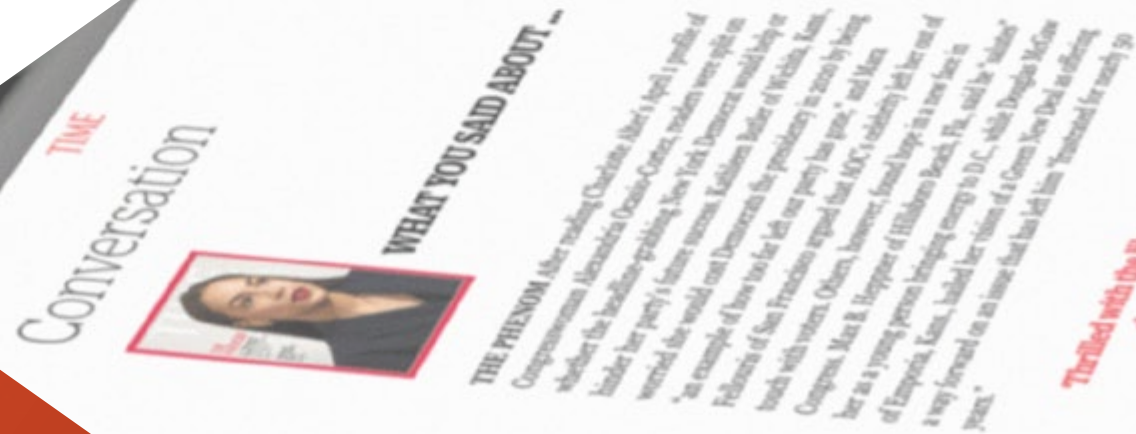 TIME
Conversation
WHAT YOU SAID ABOUT ...
THE PHENOM After reading Charlotte Alter's April 1 profile of
Congresswoman Alexandria Ocasio-Cortez, readers were split on
whether the headline-grabbing New York Democrat would help or
hinder her party's future success. Kathleen Butler of Wichita, Kans.,
worried she would cost Democrats the presidency in 2020 by being
"an example of how too far left our party has gone," and Mara
of San Francisco argued that AOC's celebrity left her out of
touch with voters. Others, however, found hope in a new face in
Congress. Max B. Heppner of Hillsboro Beach, Fla., said he "salutes"
her as a young person bringing energy to D.C., while Douglas McGaw
of Emporia, Kans., hailed her vision of a Green New Deal as offering
a way forward on an issue that has left him "frustrated for nearly 50
years."
"Thrilled with the